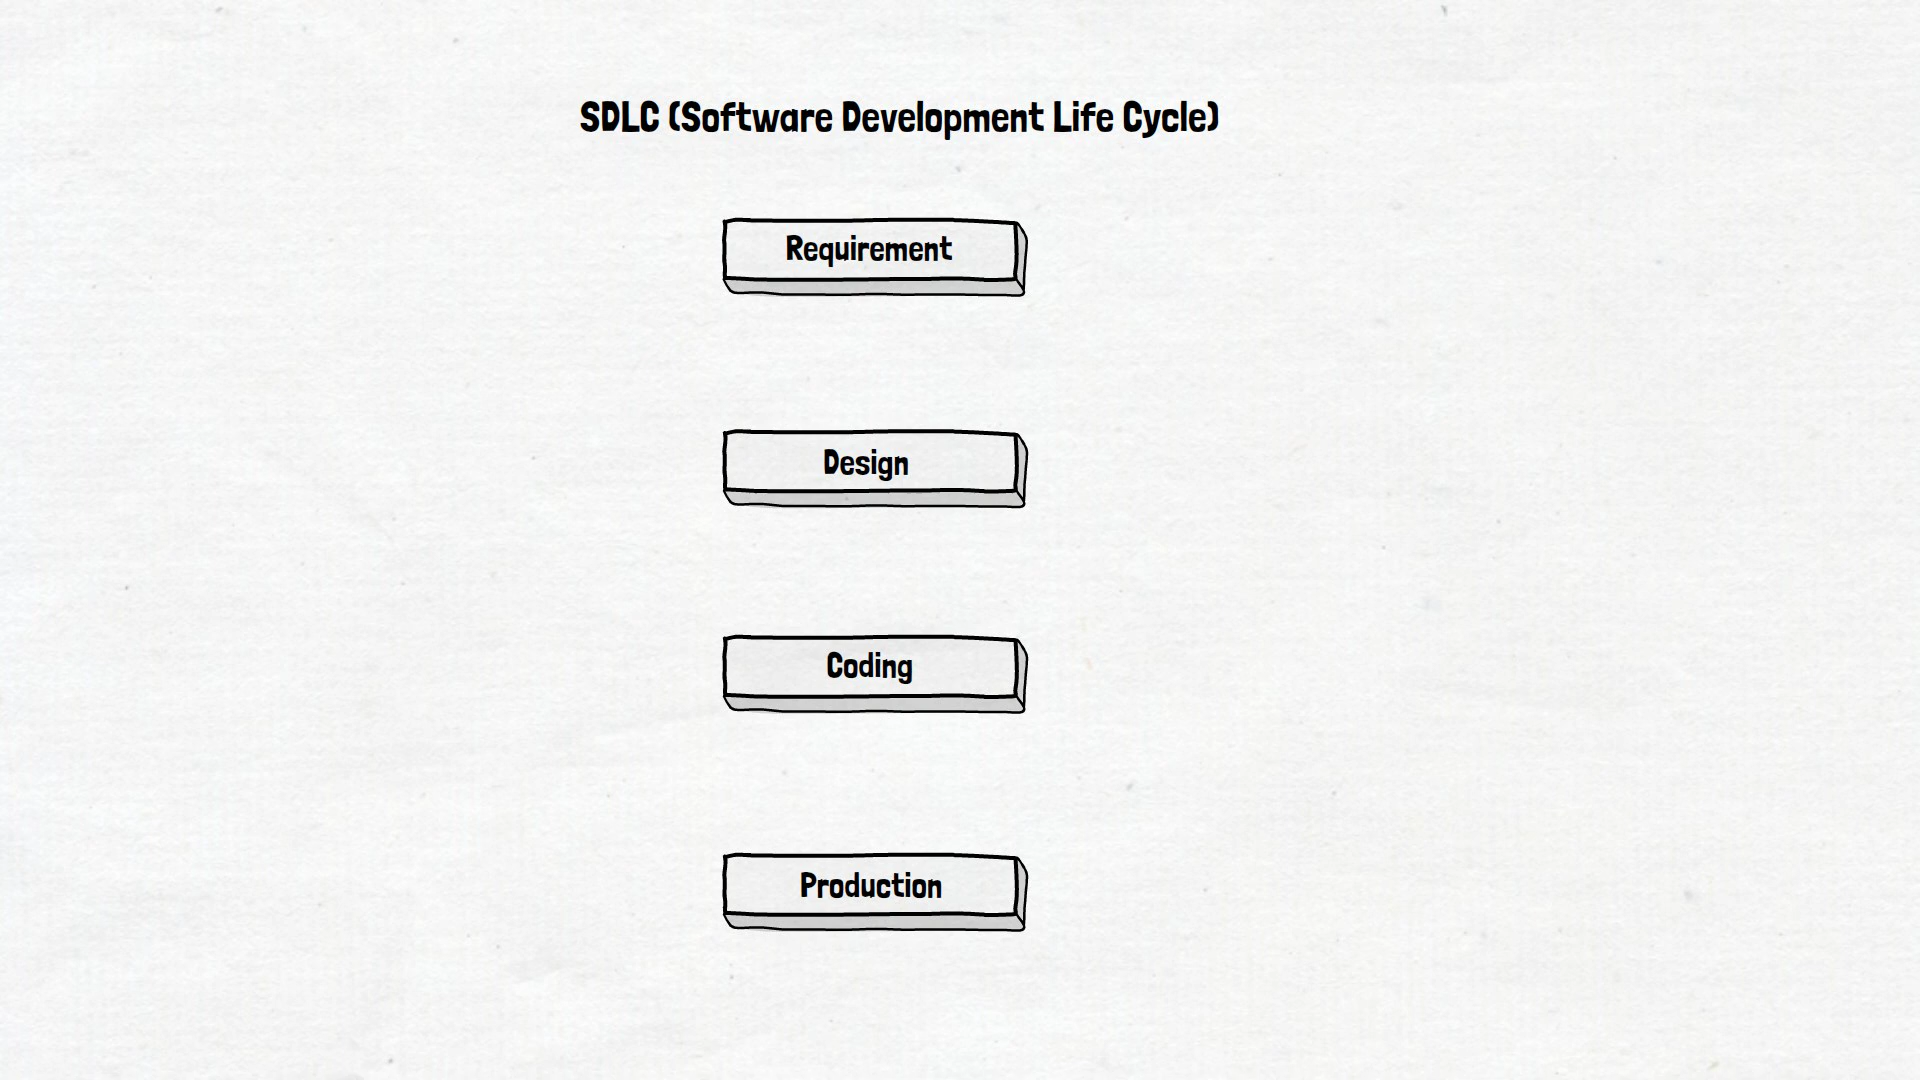 SDLC (Software Development Life Cycle)
Requirement
Design
Coding
Production